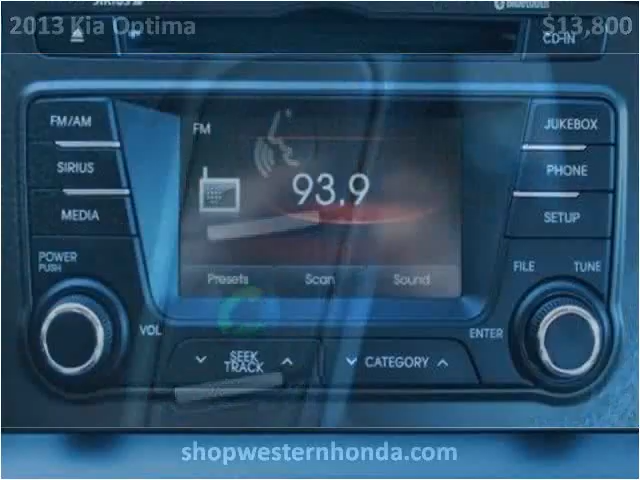 SIRIUS
2013 Kia Optima
$13,800
CD-IN
FM/AM
FM
JUKEBOX
SIRIUS
93.9
PHONE
MEDIA
SETUP
POWER
PUSH
Presets
Scan
Sound
FILE
TUNE
VOL
SEEK
TRACK
CATEGORY
ENTER
shopwesternhonda.com